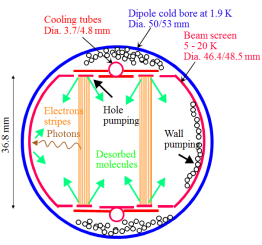 Cooling tubes
Dia. 3.7/4.8 mm
Dipole cold bore at 1.9 K
Dia. 50/53 mm
Beam screen
5 - 20 K
Dia. 46.4/48.5 mm
36.8 mm
Electrons
stripes
Photons
Hole
pumping
Wall
pumping
Desorbed
molecules